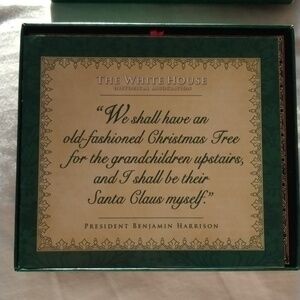 THE WHITE HOUSE
HISTORICAL ASSOCIATION
“We shall have an
old-fashioned Christmas Tree
for the grandchildren upstairs,
and I shall be their
Santa Claus myself.”
PRESIDENT BENJAMIN HARRISON